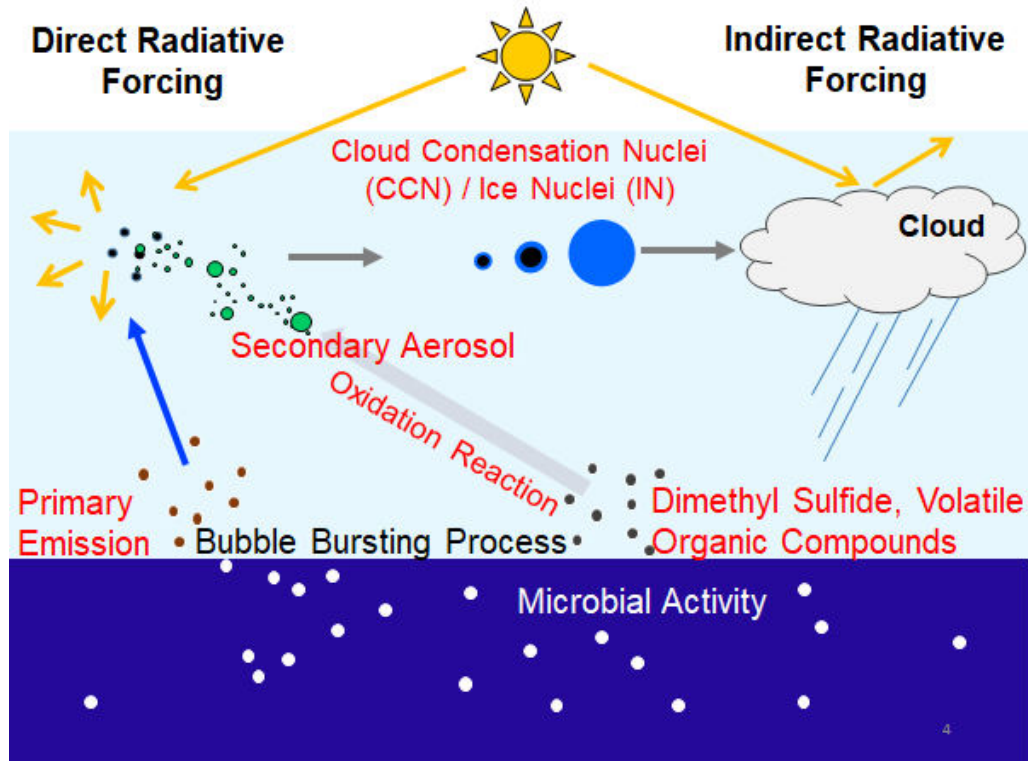 Direct Radiative
Forcing
Indirect Radiative
Forcing
Cloud Condensation Nuclei
(CCN) / Ice Nuclei (IN)
Cloud
Secondary Aerosol
Oxidation Reaction
Primary
Emission
Bubble Bursting Process
Dimethyl Sulfide, Volatile
Organic Compounds
Microbial Activity
4